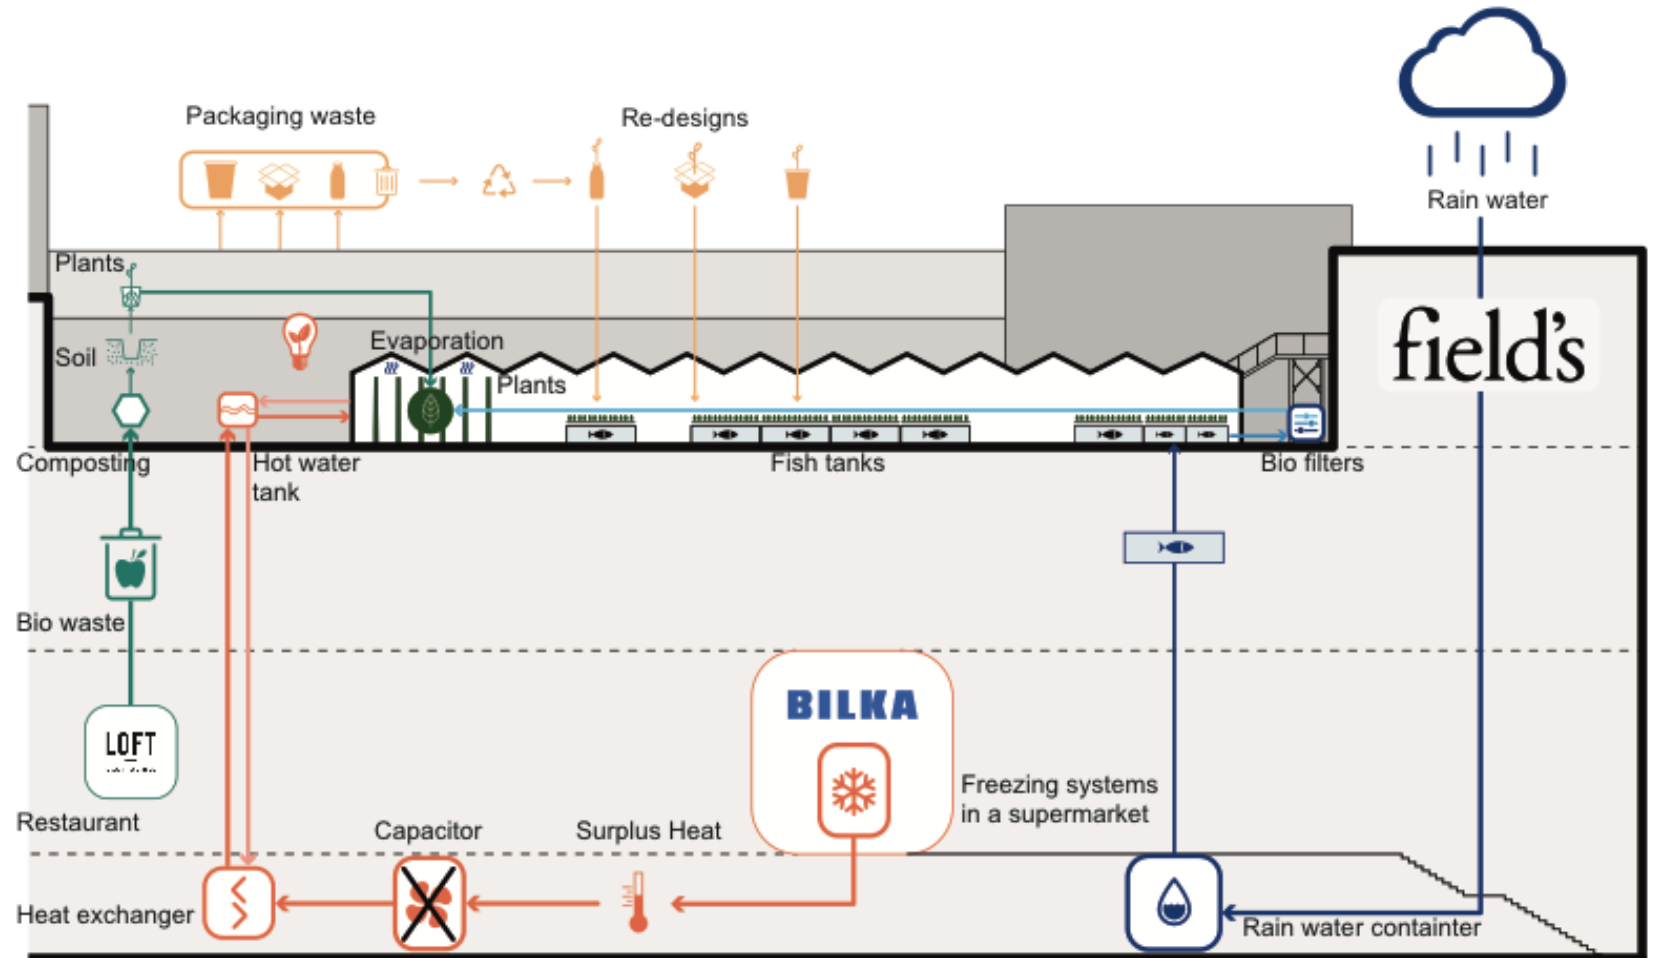 Packaging waste
Re-designs
Rain water
Plants
field's
Soil
Evaporation
Plants
Composting
Hot water
tank
Fish tanks
Bio filters
Bio waste
BILKA
LOFT
Freezing systems
in a supermarket
Restaurant
Capacitor
Surplus Heat
Heat exchanger
Rain water containter